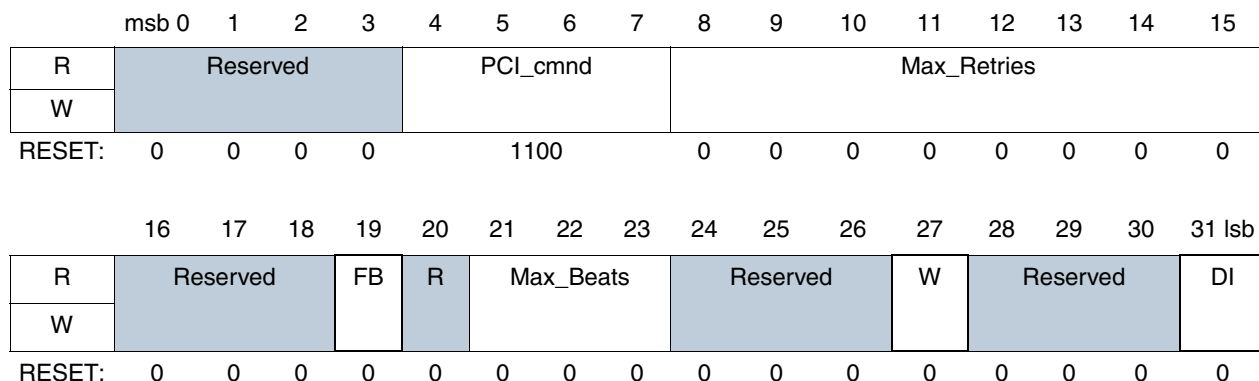 msb 0 1 2 3 4 5 6 7 8 9 10 11 12 13 14 15
R Reserved PCI_cmnd Max_Retries
W
RESET: 0 0 0 0 1100 0 0 0 0 0 0 0 0
16 17 18 19 20 21 22 23 24 25 26 27 28 29 30 31 lsb
R Reserved FB R Max_Beats Reserved W Reserved DI
W
RESET: 0 0 0 0 0 0 0 0 0 0 0 0 0 0 0 0